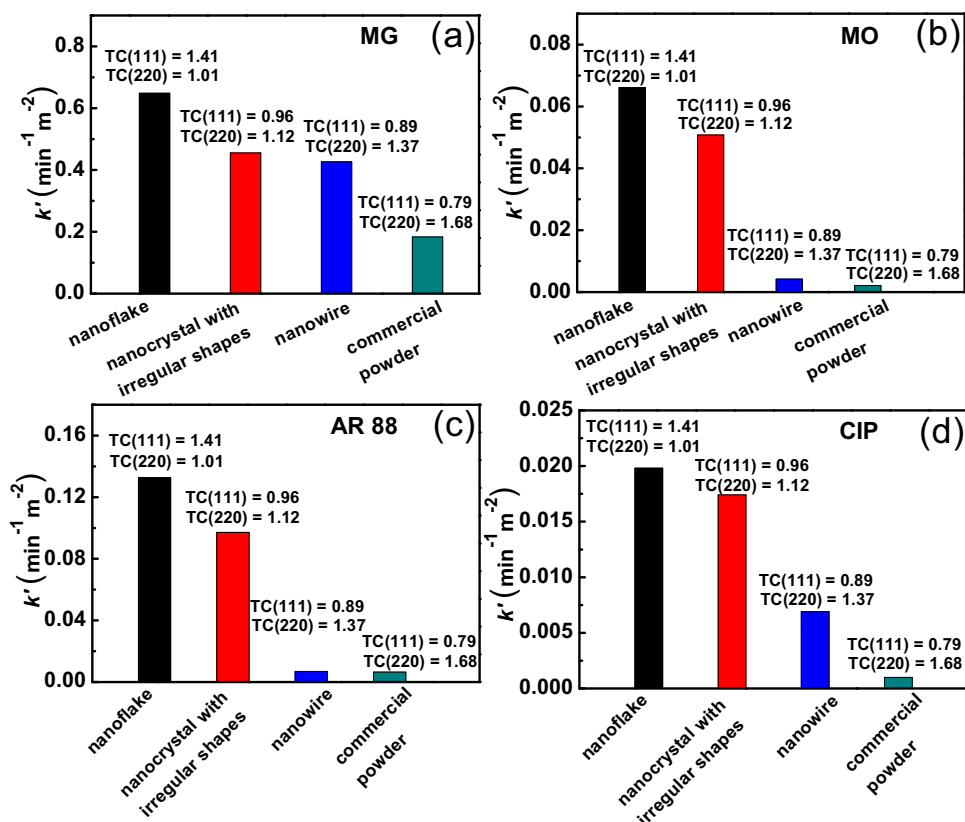 MG
(a)
TC(111) = 1.41
TC(220) = 1.01
TC(111) = 0.96
TC(220) = 1.12
TC(111) = 0.89
TC(220) = 1.37
TC(111) = 0.79
TC(220) = 1.68
k' (min⁻¹ m⁻²)
0.8
0.6
0.4
0.2
0.0
nanoflake
nanocrystal with
irregular shapes
nanowire
commercial
powder
MO
(b)
TC(111) = 1.41
TC(220) = 1.01
TC(111) = 0.96
TC(220) = 1.12
TC(111) = 0.89
TC(220) = 1.37
TC(111) = 0.79
TC(220) = 1.68
k' (min⁻¹ m⁻²)
0.08
0.06
0.04
0.02
0.00
nanoflake
nanocrystal with
irregular shapes
nanowire
commercial
powder
AR 88
(c)
TC(111) = 1.41
TC(220) = 1.01
TC(111) = 0.96
TC(220) = 1.12
TC(111) = 0.89
TC(220) = 1.37
TC(111) = 0.79
TC(220) = 1.68
k' (min⁻¹ m⁻²)
0.16
0.12
0.08
0.04
0.00
nanoflake
nanocrystal with
irregular shapes
nanowire
commercial
powder
CIP
(d)
TC(111) = 1.41
TC(220) = 1.01
TC(111) = 0.96
TC(220) = 1.12
TC(111) = 0.89
TC(220) = 1.37
TC(111) = 0.79
TC(220) = 1.68
k' (min⁻¹ m⁻²)
0.025
0.020
0.015
0.010
0.005
0.000
nanoflake
nanocrystal with
irregular shapes
nanowire
commercial
powder